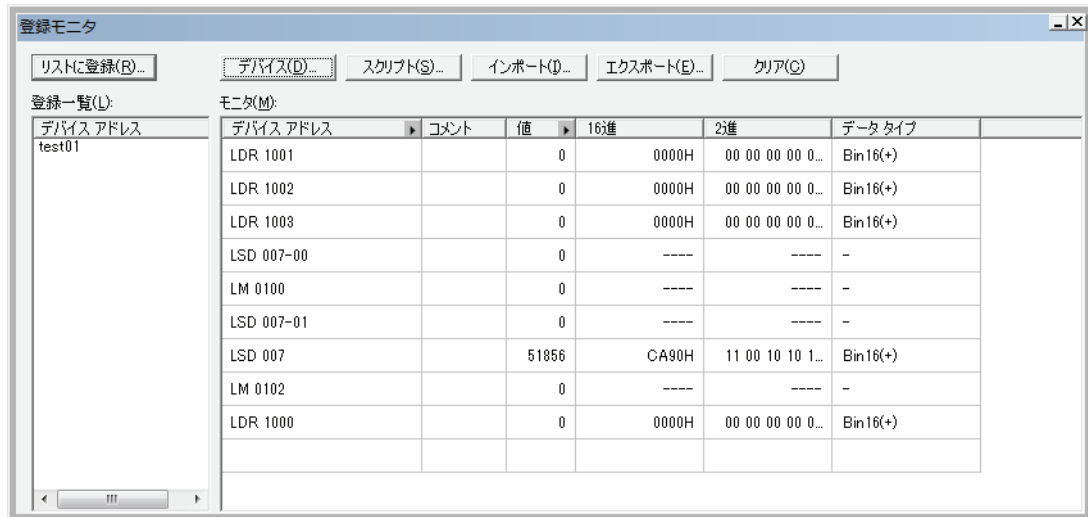 登録モニタ
リストに登録(R)... デバイス(D)... スクリプト(S)... インポート(I)... エクスポート(E)... クリア(C)
登録一覧(L): モニタ(M):
デバイス アドレス デバイス アドレス コメント 値 16進 2進 データ タイプ
test01
LDR 1001 0 0000H 00 00 00 00 0... Bin16(+)
LDR 1002 0 0000H 00 00 00 00 0... Bin16(+)
LDR 1003 0 0000H 00 00 00 00 0... Bin16(+)
LSD 007-00 0 ---- ---- -
LM 0100 0 ---- ---- -
LSD 007-01 0 ---- ---- -
LSD 007 51856 CA90H 11 00 10 10 1... Bin16(+)
LM 0102 0 ---- ---- -
LDR 1000 0 0000H 00 00 00 00 0... Bin16(+)